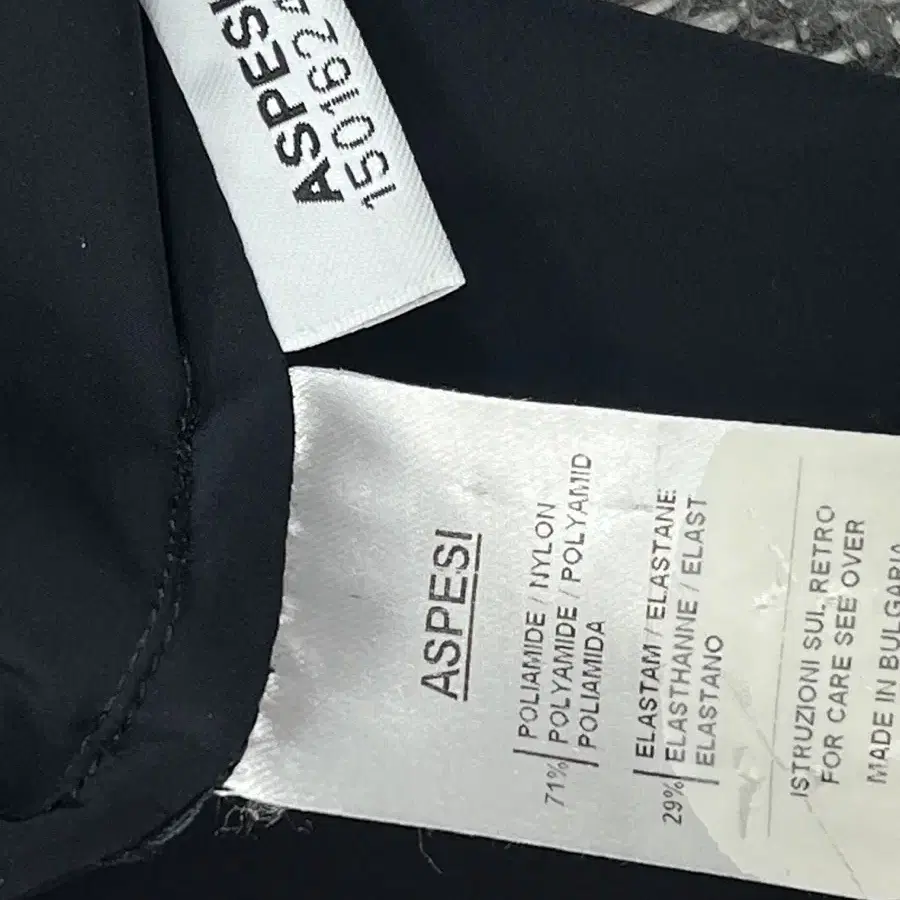 ASPESI
ASPESI
71% POLIAMIDE / NYLON
POLYAMIDE / POLYAMID
POLIAMIDA
29% ELASTAM / ELASTANE
ELASTHANNE / ELAST
ELASTANO
ISTRUZIONI SUL RETRO
FOR CARE SEE OVER
MADE IN BULGARIA